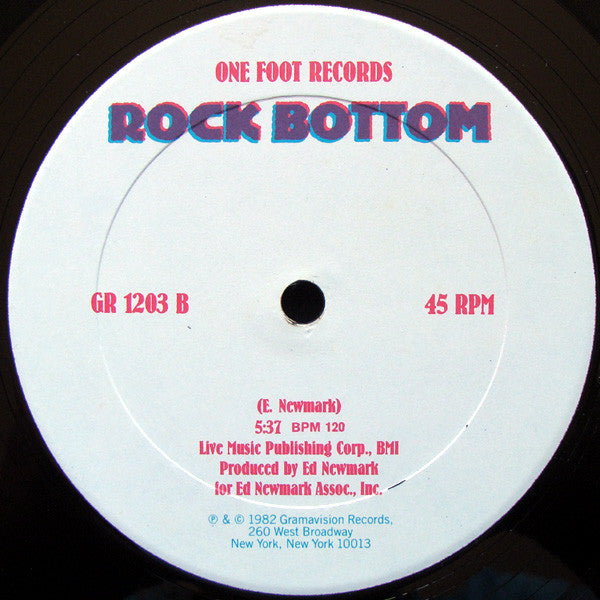 ONE FOOT RECORDS
ROCK BOTTOM
GR 1203 B
45 RPM
(E. Newmark)
5:37 BPM 120
Live Music Publishing Corp., BMI
Produced by Ed Newmark
for Ed Newmark Assoc., Inc.
℗ & © 1982 Gramavision Records,
260 West Broadway
New York, New York 10013